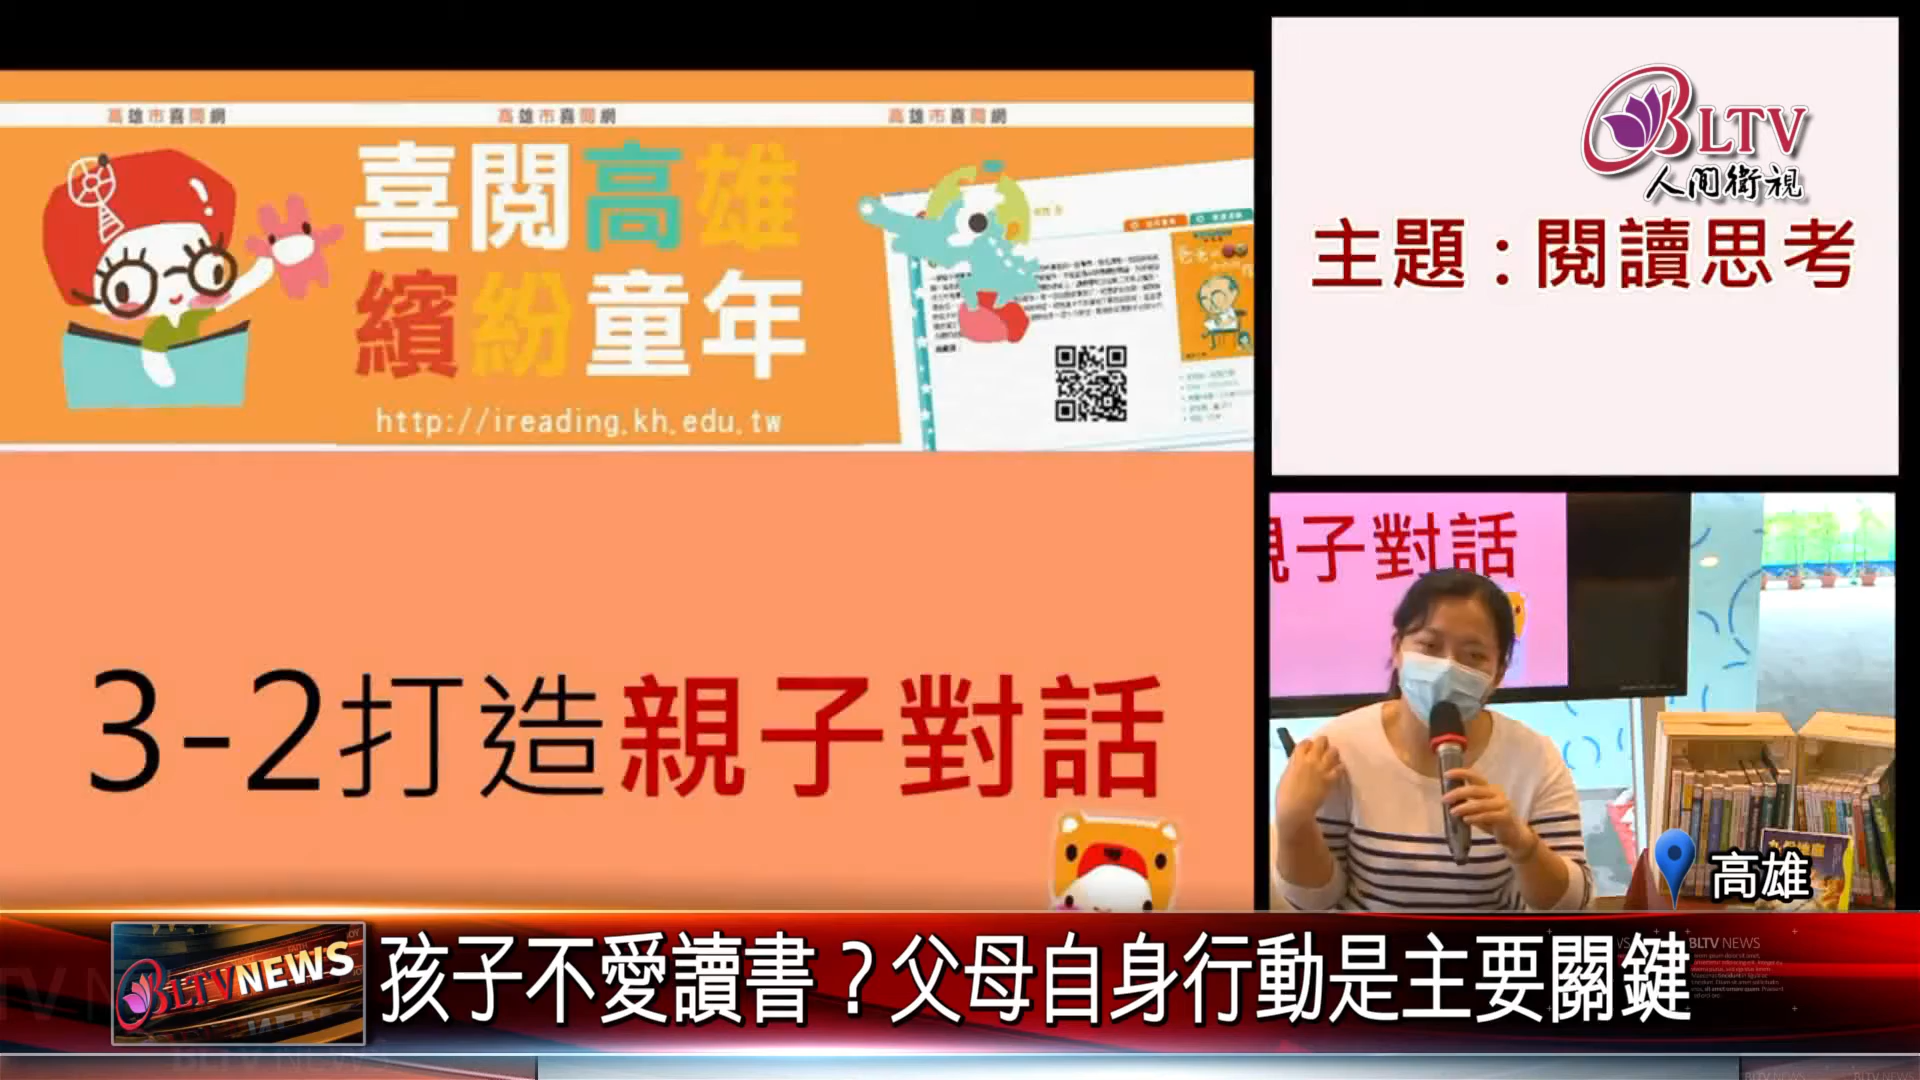 高雄市喜閱網 高雄市喜閱網 高雄市喜閱網
喜閱高雄
繽紛童年
http://ireading.kh.edu.tw
3-2打造親子對話
BLTV
人間衛視
主題:閱讀思考
親子對話
高雄
BLTVNEWS
孩子不愛讀書?父母自身行動是主要關鍵
BLTV NEWS